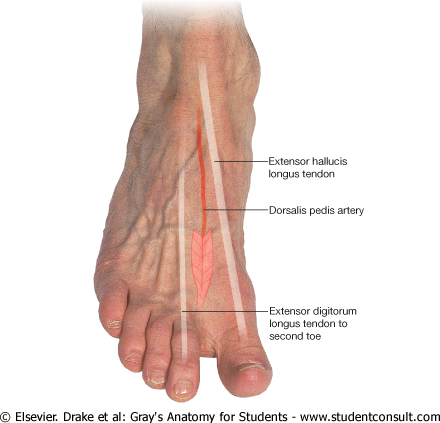 Extensor hallucis
longus tendon
Dorsalis pedis artery
Extensor digitorum
longus tendon to
second toe
© Elsevier. Drake et al: Gray's Anatomy for Students - www.studentconsult.com